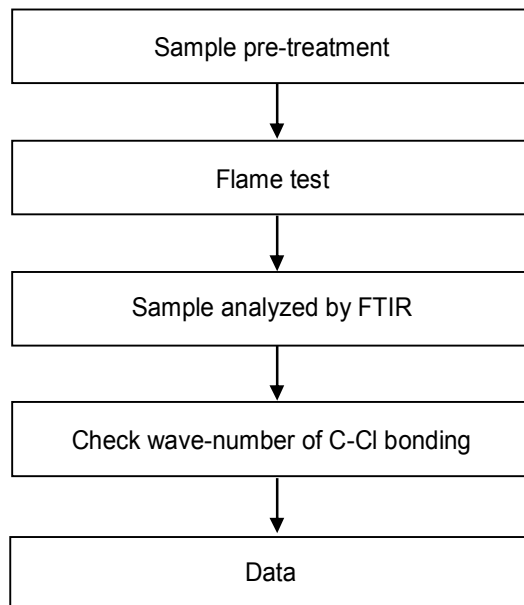 Sample pre-treatment
Flame test
Sample analyzed by FTIR
Check wave-number of C-Cl bonding
Data